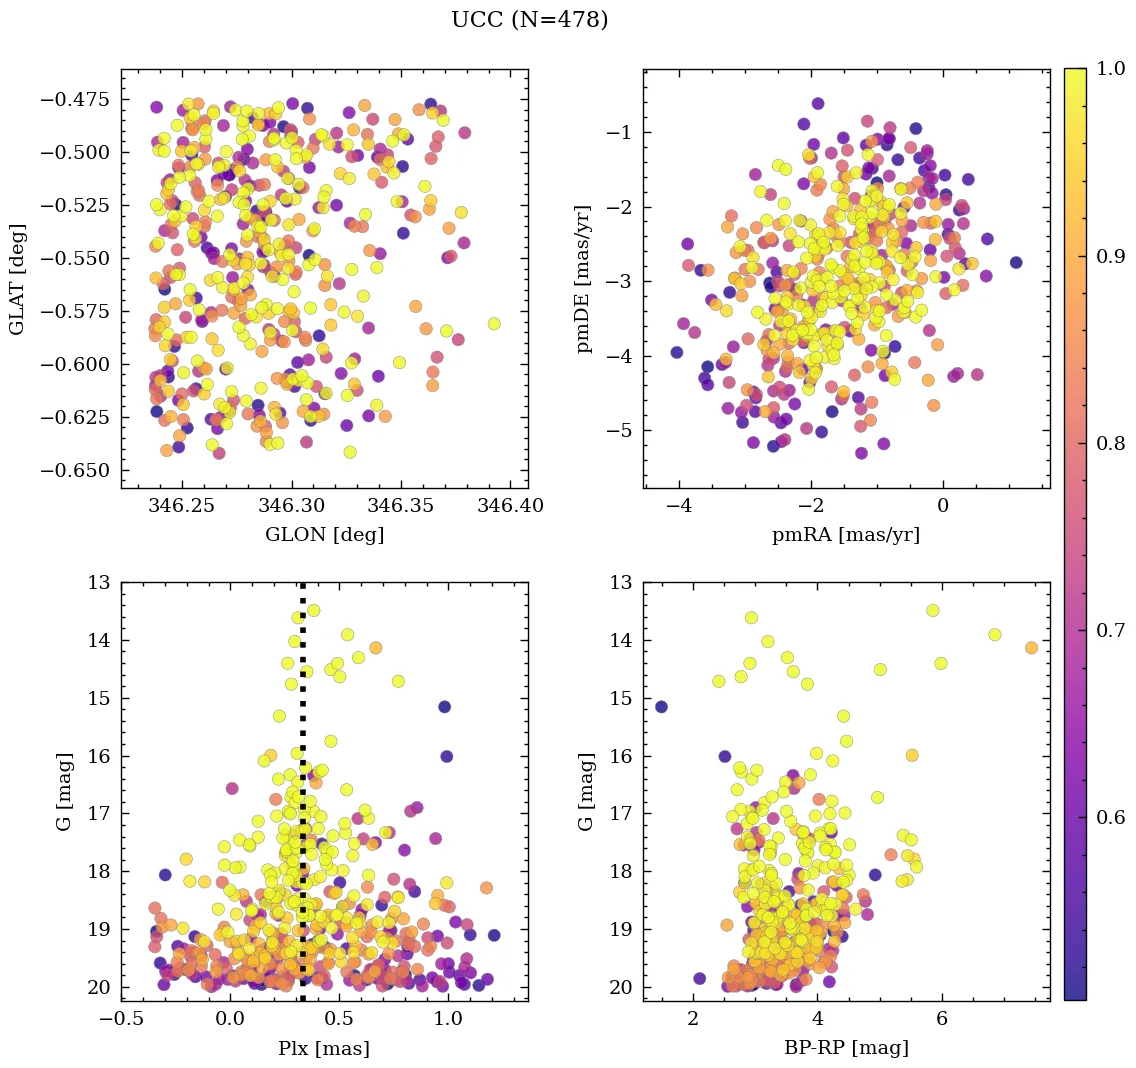 UCC (N=478)
−0.475
−0.500
−0.525
−0.550
−0.575
−0.600
−0.625
−0.650
GLAT [deg]
346.25 346.30 346.35 346.40
GLON [deg]
−1
−2
−3
−4
−5
pmDE [mas/yr]
−4 −2 0
pmRA [mas/yr]
1.0
0.9
0.8
0.7
0.6
13
14
15
16
17
18
19
20
G [mag]
−0.5 0.0 0.5 1.0
Plx [mas]
13
14
15
16
17
18
19
20
G [mag]
2 4 6
BP-RP [mag]